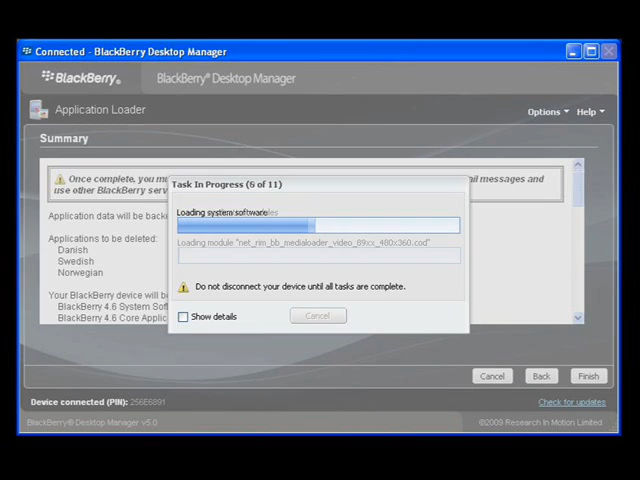 Connected - BlackBerry Desktop Manager
BlackBerry® BlackBerry® Desktop Manager
Application Loader Options Help
Summary
Once complete, you mu ail messages and
use other BlackBerry serv
Application data will be back
Applications to be deleted:
Danish
Swedish
Norwegian
Your BlackBerry device will be
BlackBerry 4.6 System Soft
BlackBerry 4.6 Core Applic
Task In Progress (6 of 11)
Loading system software
Loading module "net_rim_bb_medialoader_video_89xx_480x360.cod"
Do not disconnect your device until all tasks are complete.
Show details Cancel
Cancel Back Finish
Device connected (PIN): 256E6891 Check for updates
BlackBerry® Desktop Manager v5.0 ©2009 Research In Motion Limited